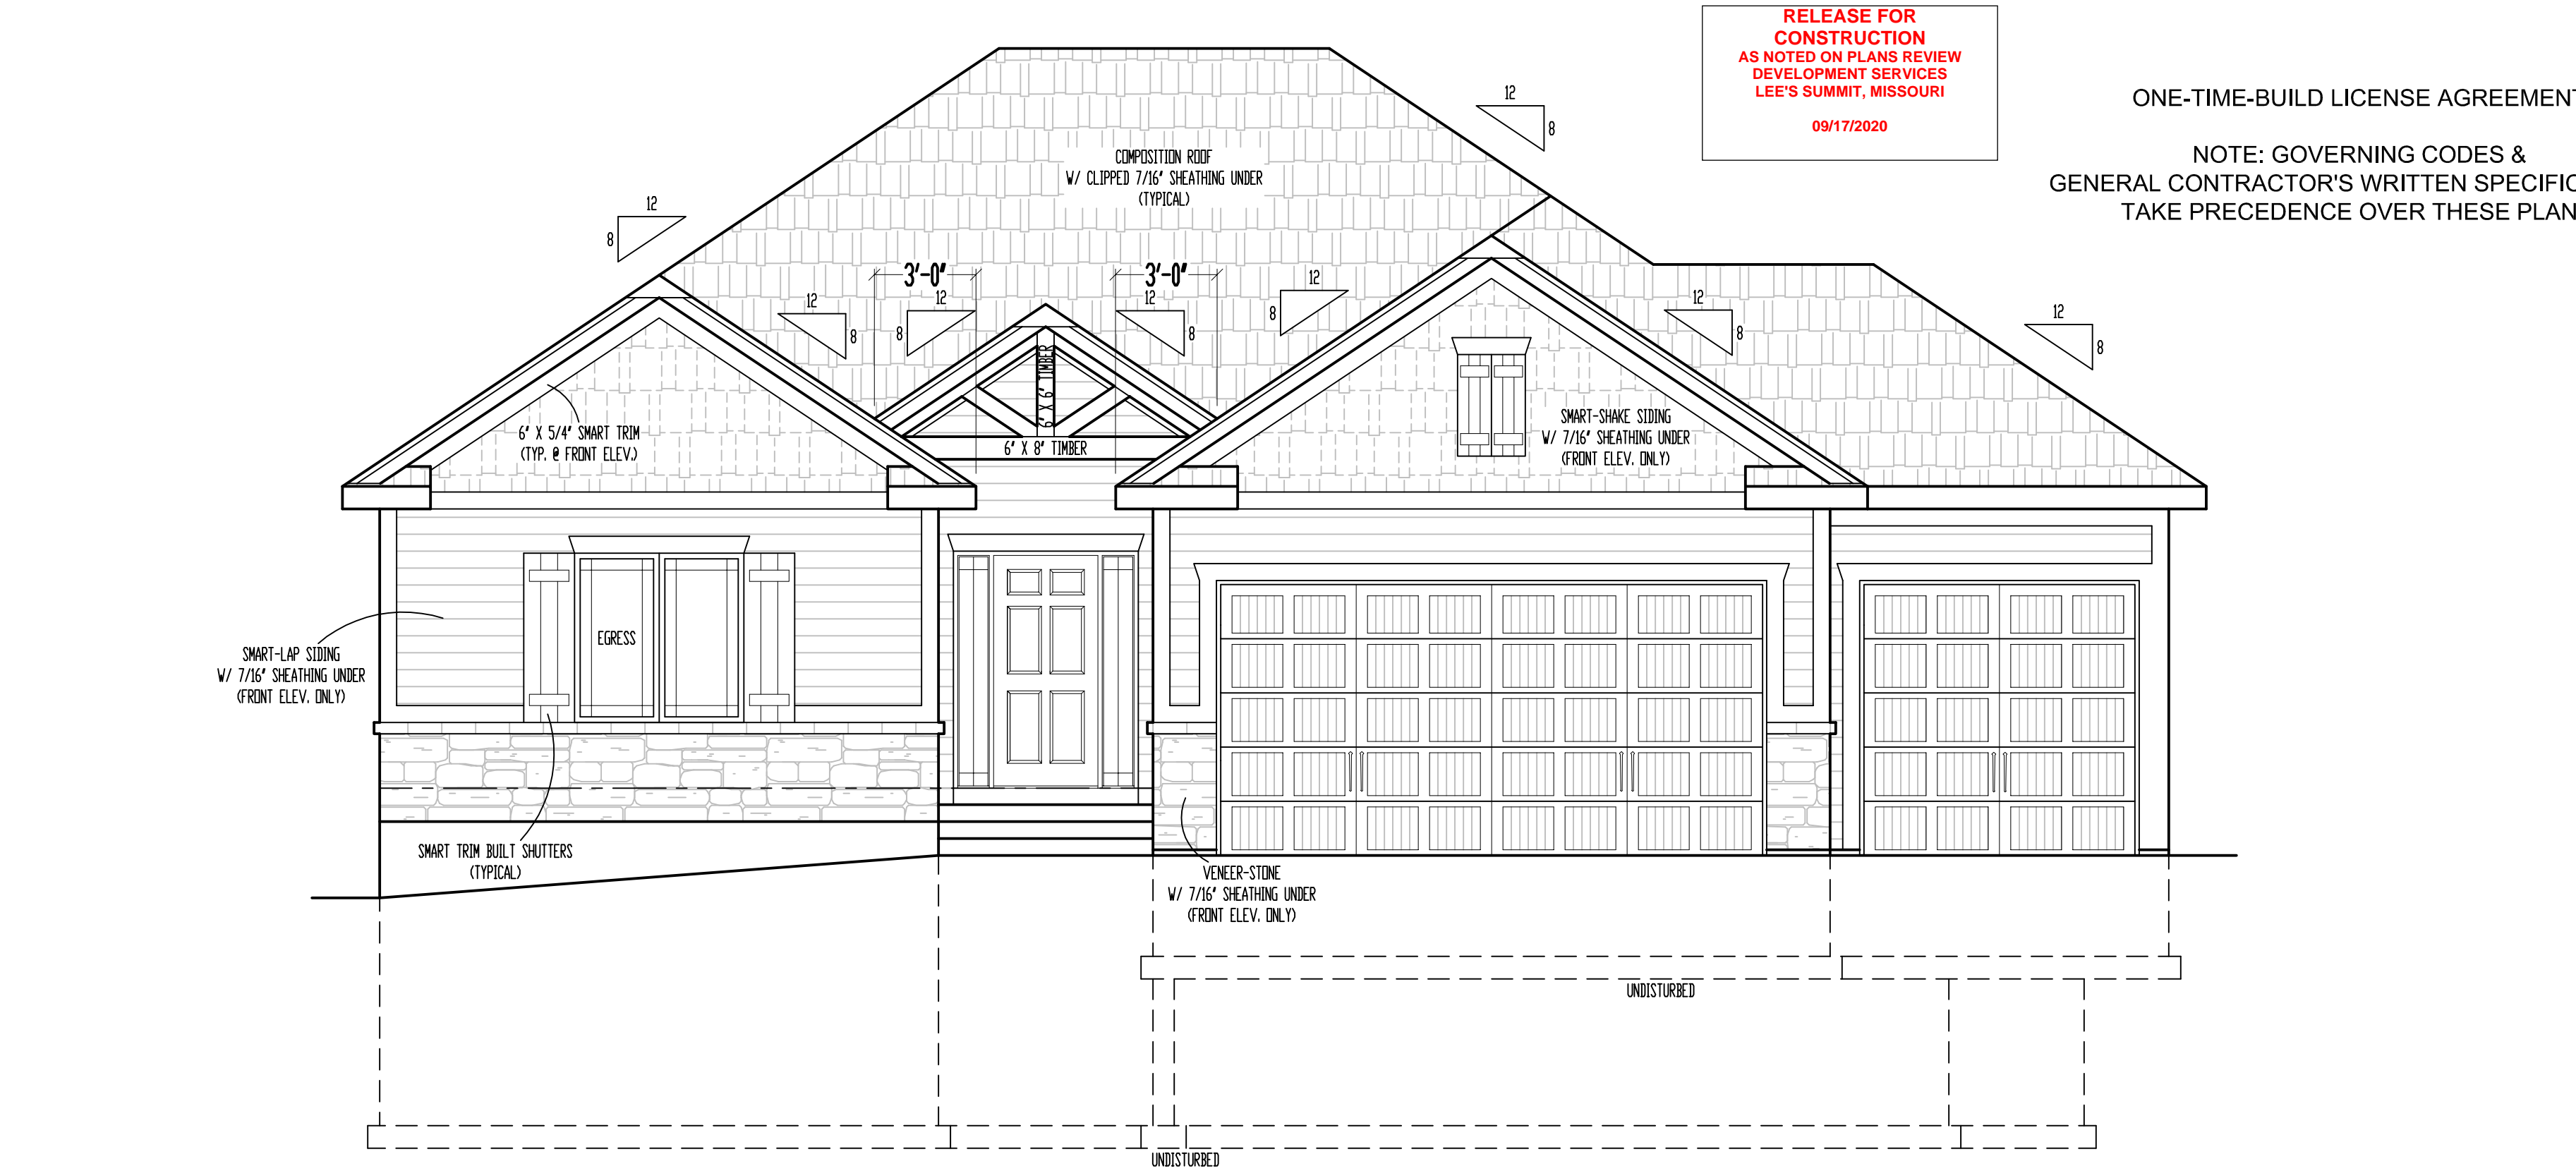 RELEASE FOR
CONSTRUCTION
AS NOTED ON PLANS REVIEW
DEVELOPMENT SERVICES
LEE'S SUMMIT, MISSOURI
09/17/2020
ONE-TIME-BUILD LICENSE AGREEMENT
NOTE: GOVERNING CODES &
GENERAL CONTRACTOR'S WRITTEN SPECIFIC
TAKE PRECEDENCE OVER THESE PLAN
12
8
COMPOSITION ROOF
W/ CLIPPED 7/16" SHEATHING UNDER
(TYPICAL)
12
8
3'-0"
3'-0"
12
8
12
8
12
8
12
8
12
8
12
8
6" X 6" TIMBER
6" X 8" TIMBER
6" X 5/4" SMART TRIM
(TYP. @ FRONT ELEV.)
SMART-SHAKE SIDING
W/ 7/16" SHEATHING UNDER
(FRONT ELEV. ONLY)
EGRESS
SMART-LAP SIDING
W/ 7/16" SHEATHING UNDER
(FRONT ELEV. ONLY)
SMART TRIM BUILT SHUTTERS
(TYPICAL)
VENEER-STONE
W/ 7/16" SHEATHING UNDER
(FRONT ELEV. ONLY)
UNDISTURBED
UNDISTURBED